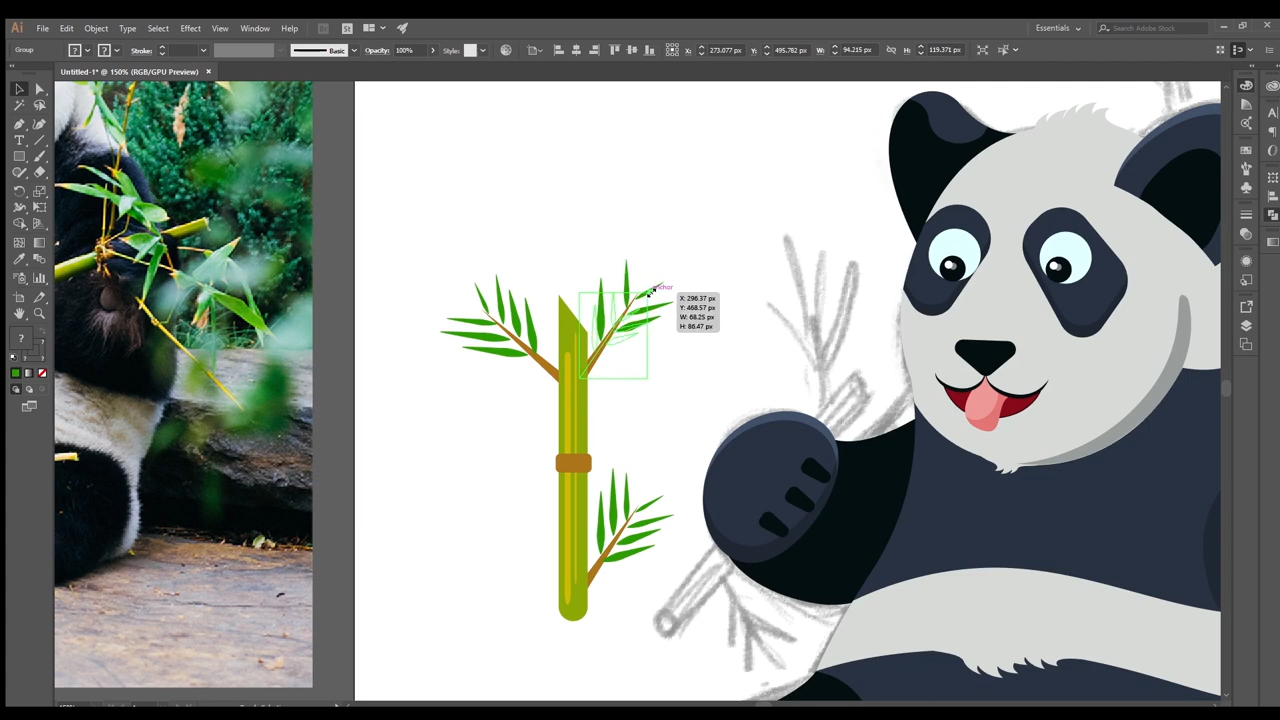 Ai File Edit Object Type Select Effect View Window Help Br St Essentials Search Adobe Stock
Group ? ? Stroke: Basic Opacity: 100% Style: X: 273.077 px Y: 495.782 px W: 94.215 px H: 119.371 px
Untitled-1* @ 150% (RGB/GPU Preview) ×
X: 296.37 px
Y: 468.57 px
W: 68.25 px
H: 86.47 px
?